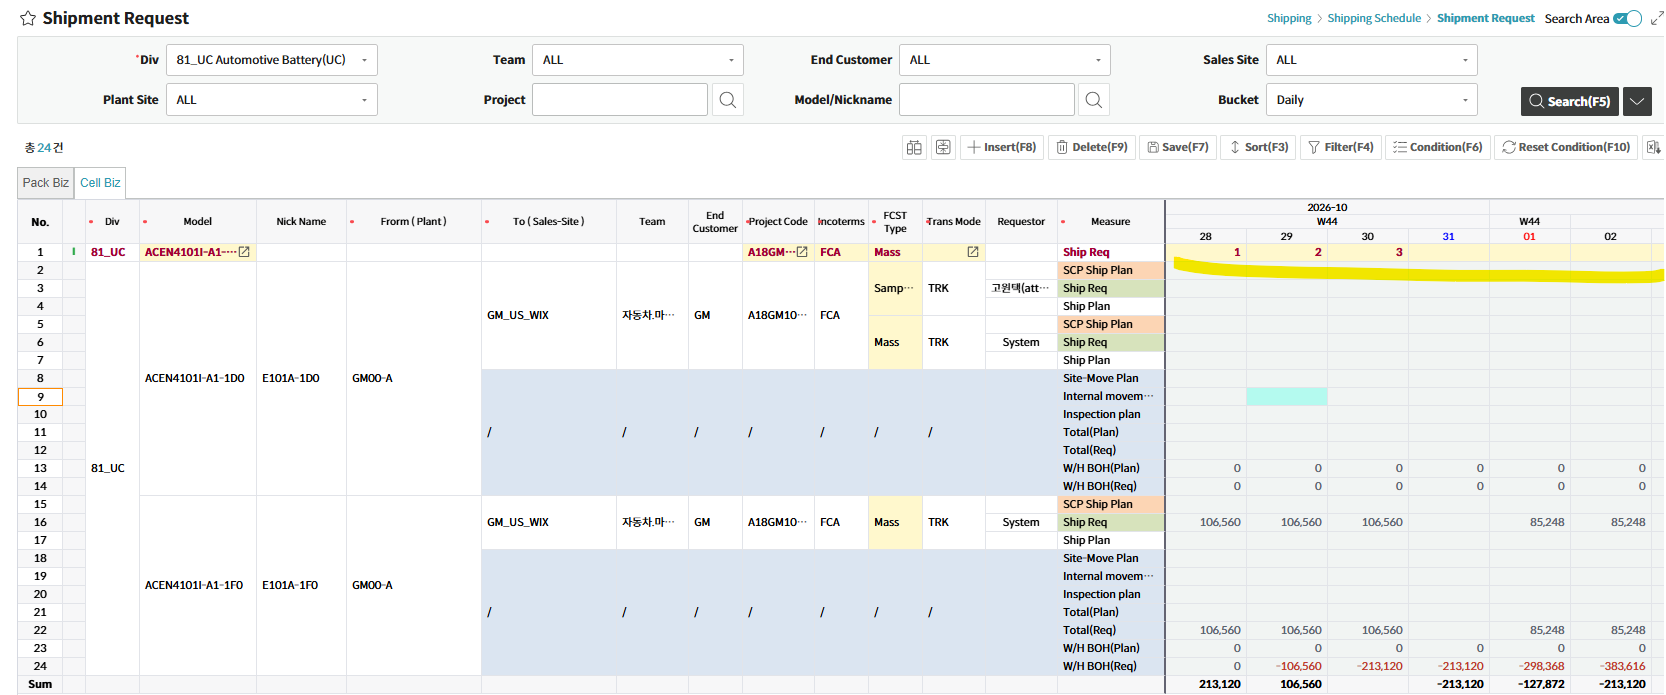 Shipment Request
Shipping > Shipping Schedule > Shipment Request Search Area
*Div 81_UC Automotive Battery(UC) Team ALL End Customer ALL Sales Site ALL
Plant Site ALL Project Model/Nickname Bucket Daily Search(F5)
총 24 건 Insert(F8) Delete(F9) Save(F7) Sort(F3) Filter(F4) Condition(F6) Reset Condition(F10)
Pack Biz Cell Biz
2026-10
No. Div Model Nick Name Frorm ( Plant ) To ( Sales-Site ) Team End Customer Project Code Incoterms FCST Type Trans Mode Requestor Measure W44 W44
28 29 30 31 01 02
1 I 81_UC ACEN4101I-A1-··· A18GM··· FCA Mass Ship Req 1 2 3
2 SCP Ship Plan
3 Samp··· TRK 고원택(att··· Ship Req
4 GM_US_WIX 자동차.마··· GM A18GM10··· FCA Ship Plan
5 SCP Ship Plan
6 Mass TRK System Ship Req
7 Ship Plan
8 ACEN4101I-A1-1D0 E101A-1D0 GM00-A Site-Move Plan
9 Internal movem···
10 Inspection plan
11 / / / / / / / Total(Plan)
12 Total(Req)
13 81_UC W/H BOH(Plan) 0 0 0 0 0 0
14 W/H BOH(Req) 0 0 0 0 0 0
15 SCP Ship Plan
16 GM_US_WIX 자동차.마··· GM A18GM10··· FCA Mass TRK System Ship Req 106,560 106,560 106,560 85,248 85,248
17 Ship Plan
18 Site-Move Plan
19 ACEN4101I-A1-1F0 E101A-1F0 GM00-A Internal movem···
20 Inspection plan
21 / / / / / / / Total(Plan)
22 Total(Req) 106,560 106,560 106,560 85,248 85,248
23 W/H BOH(Plan) 0 0 0 0 0 0
24 W/H BOH(Req) 0 -106,560 -213,120 -213,120 -298,368 -383,616
Sum 213,120 106,560 -213,120 -127,872 -213,120